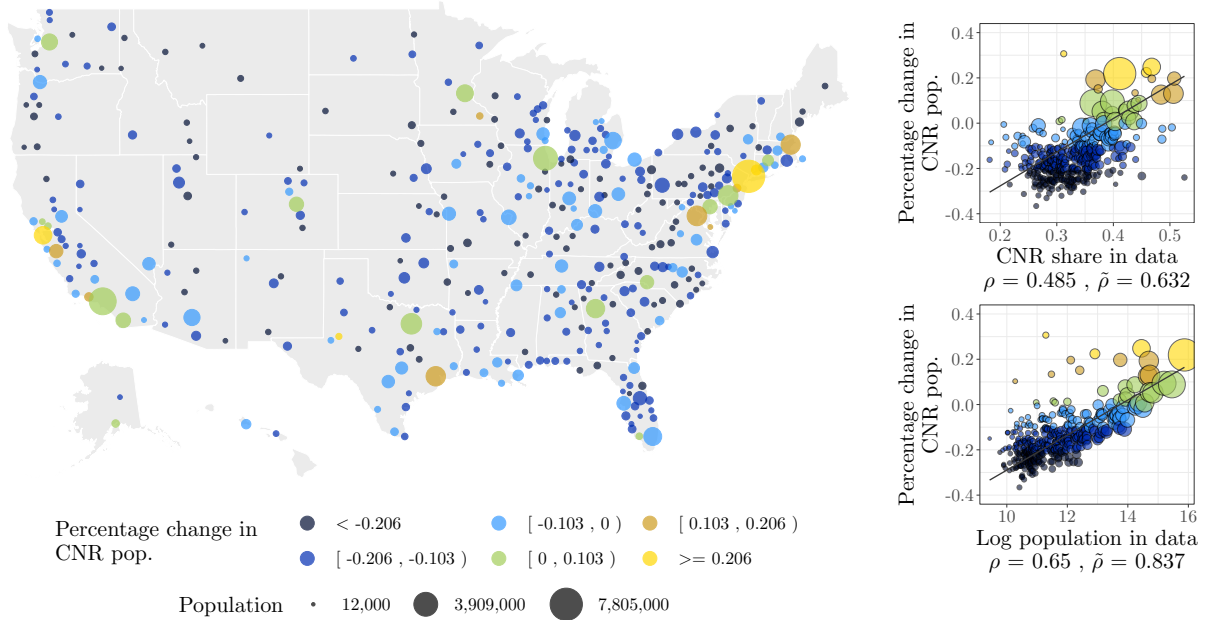 Percentage change in
CNR pop.
0.4
0.2
0.0
-0.2
-0.4
0.2
0.3
0.4
0.5
CNR share in data
ρ = 0.485 , ρ̃ = 0.632
Percentage change in
CNR pop.
0.4
0.2
0.0
-0.2
-0.4
10
12
14
16
Log population in data
ρ = 0.65 , ρ̃ = 0.837
Percentage change in
CNR pop.
< -0.206
[ -0.103 , 0 )
[ 0.103 , 0.206 )
[ -0.206 , -0.103 )
[ 0 , 0.103 )
>= 0.206
Population
12,000
3,909,000
7,805,000